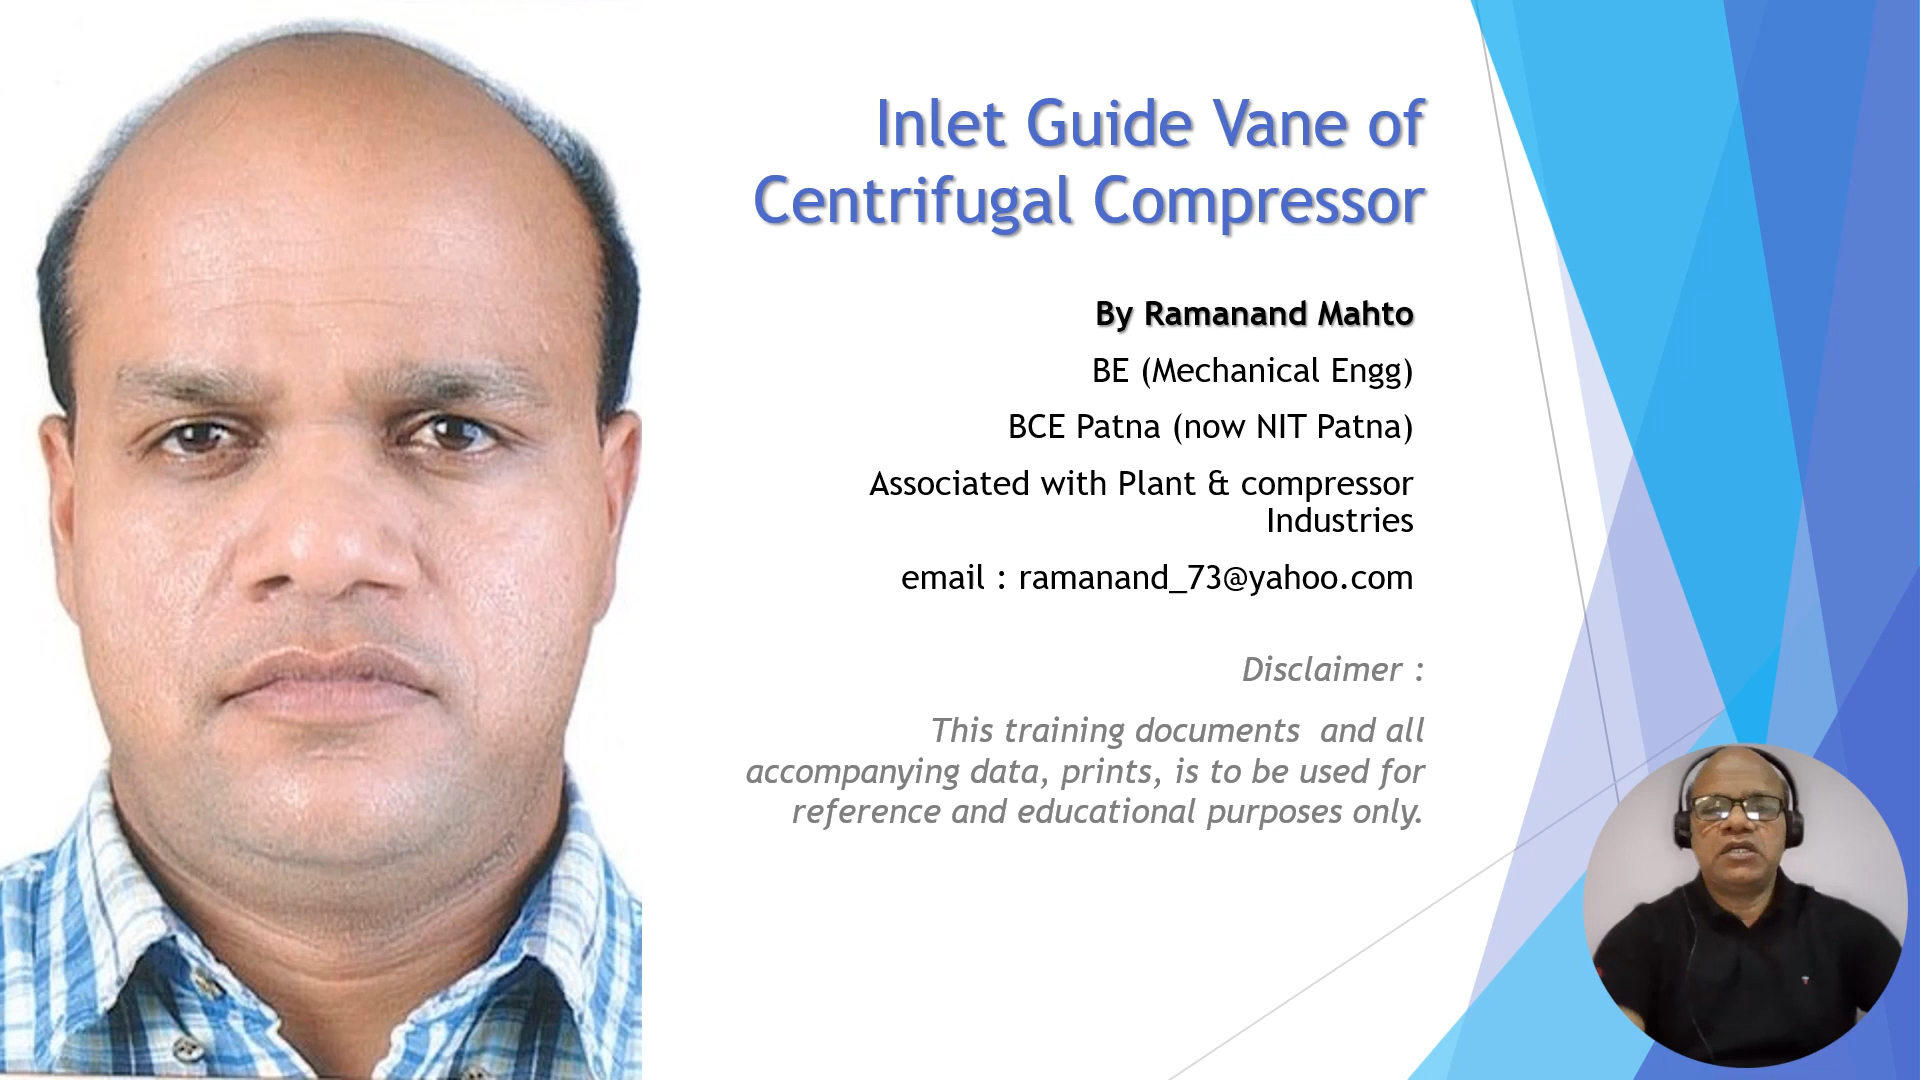 Inlet Guide Vane of
Centrifugal Compressor
By Ramanand Mahto
BE (Mechanical Engg)
BCE Patna (now NIT Patna)
Associated with Plant & compressor
Industries
email : ramanand_73@yahoo.com
Disclaimer :
This training documents  and all
accompanying data, prints, is to be used for
reference and educational purposes only.